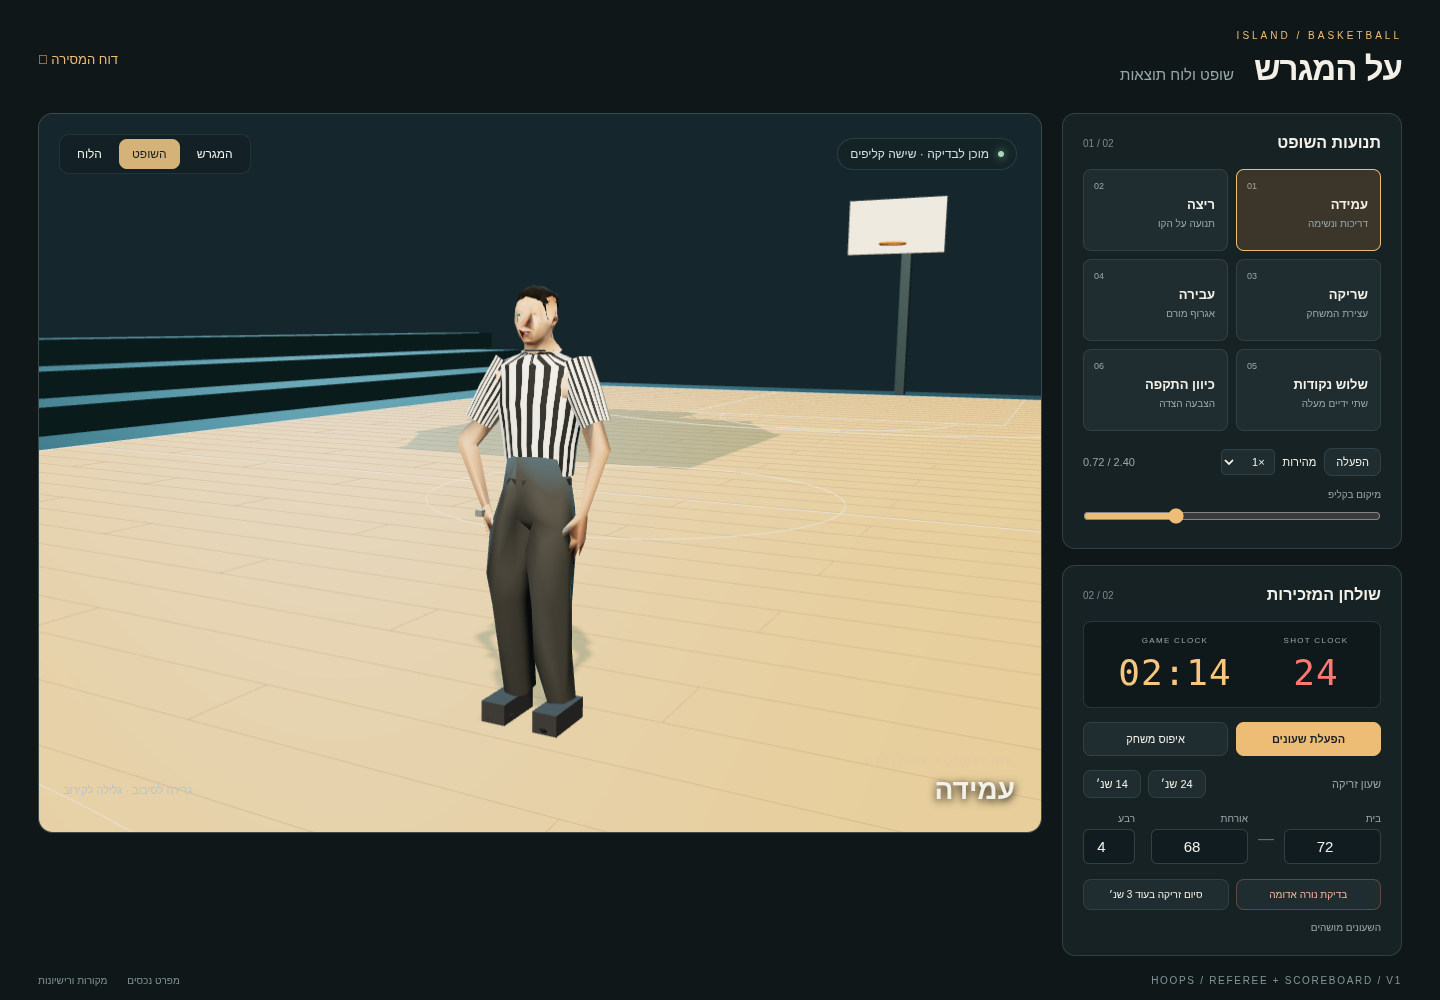 ISLAND / BASKETBALL
על המגרש שופט ולוח תוצאות
דוח המסירה
תנועות השופט
01 / 02
01
עמידה
דריכות ונשימה
02
ריצה
תנועה על הקו
03
שריקה
עצירת המשחק
04
עבירה
אגרוף מורם
05
שלוש נקודות
שתי ידיים מעלה
06
כיוון התקפה
הצבעה הצדה
הפעלה מהירות 1× 0.72 / 2.40
מיקום בקליפ
מוכן לבדיקה · שישה קליפים
המגרש השופט הלוח
עמידה
גרירה לסיבוב · גלילה לקירוב
שולחן המזכירות
02 / 02
SHOT CLOCK
24
GAME CLOCK
02:14
הפעלת שעונים
איפוס משחק
שעון זריקה 24 שנ׳ 14 שנ׳
בית אורחת רבע
72 — 68 4
בדיקת נורה אדומה
סיום זריקה בעוד 3 שנ׳
השעונים מושהים
HOOPS / REFEREE + SCOREBOARD / V1
מפרט נכסים מקורות ורישיונות